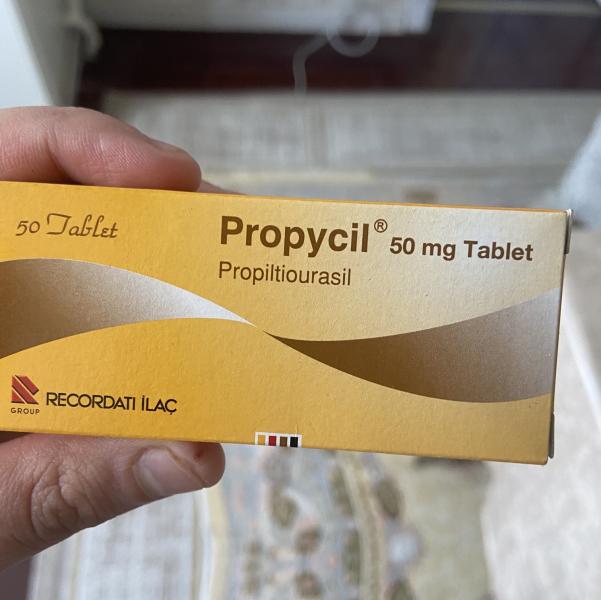 50 Tablet
Propycil® 50 mg Tablet
Propiltiourasil
GROUP
RECORDATI İLAÇ